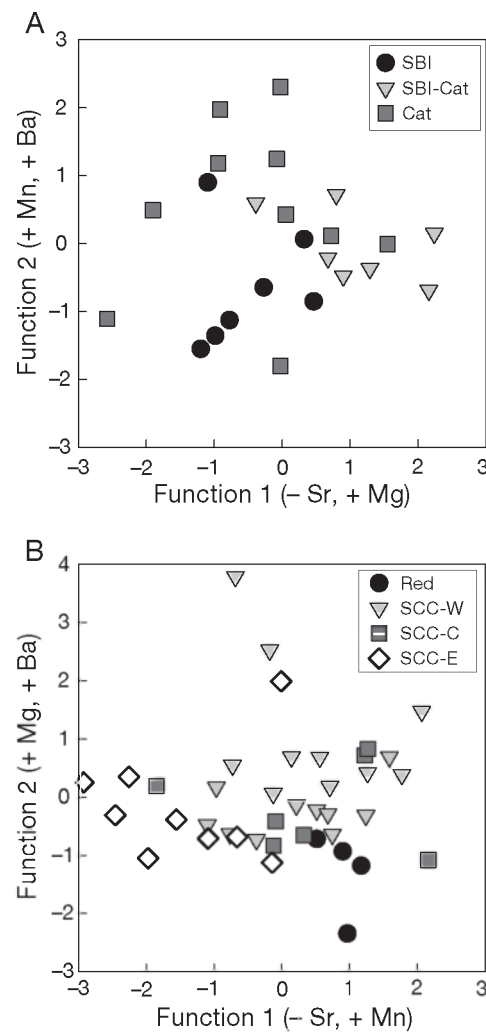 A
3
2
1
0
−1
−2
−3
Function 2 (+ Mn, + Ba)
SBI
SBI-Cat
Cat
−3
−2
−1
0
1
2
3
Function 1 (− Sr, + Mg)
B
4
3
2
1
0
−1
−2
−3
Function 2 (+ Mg, + Ba)
Red
SCC-W
SCC-C
SCC-E
−3
−2
−1
0
1
2
3
Function 1 (− Sr, + Mn)